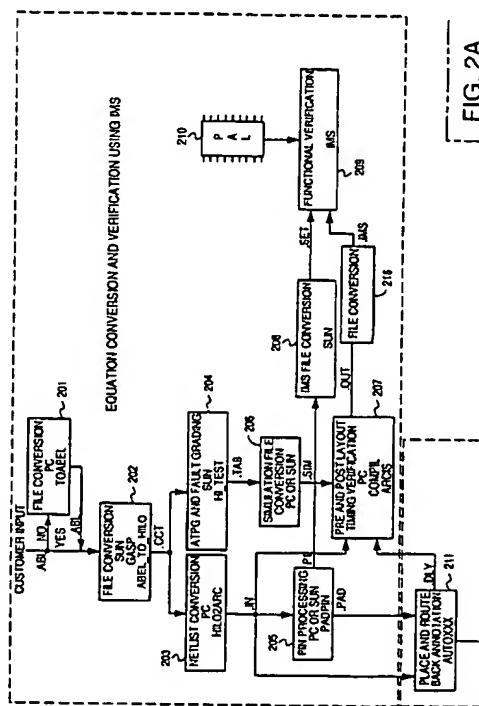 CUSTOMER INPUT
.ABL
NO
YES
201
FILE CONVERSION
PC
TOABEL
.ABL
202
FILE CONVERSION
SUN
GASP
ABEL TO HILO
.CCT
EQUATION CONVERSION AND VERIFICATION USING IMS
203
NETLIST CONVERSION
PC
HILO2ARC
204
ATPG AND FAULT GRADING
SUN
HI TEST
.TAB
.IN
205
PIN PROCESSING
PC OR SUN
PADPIN
.PAD
206
SIMULATION FILE
CONVERSION
PC OR SUN
.SIM
207
PRE AND POST LAYOUT
TIMING VERIFICATION
PC
COMPIL
ARCIS
.OUT
208
IMS FILE CONVERSION
SUN
.SET
FILE CONVERSION
.IMS
209
FUNCTIONAL VERIFICATION
IMS
210
PAL
211
PLACE AND ROUTE
BACK ANNOTATION
AUTOXXX
.DLY
FIG. 2A